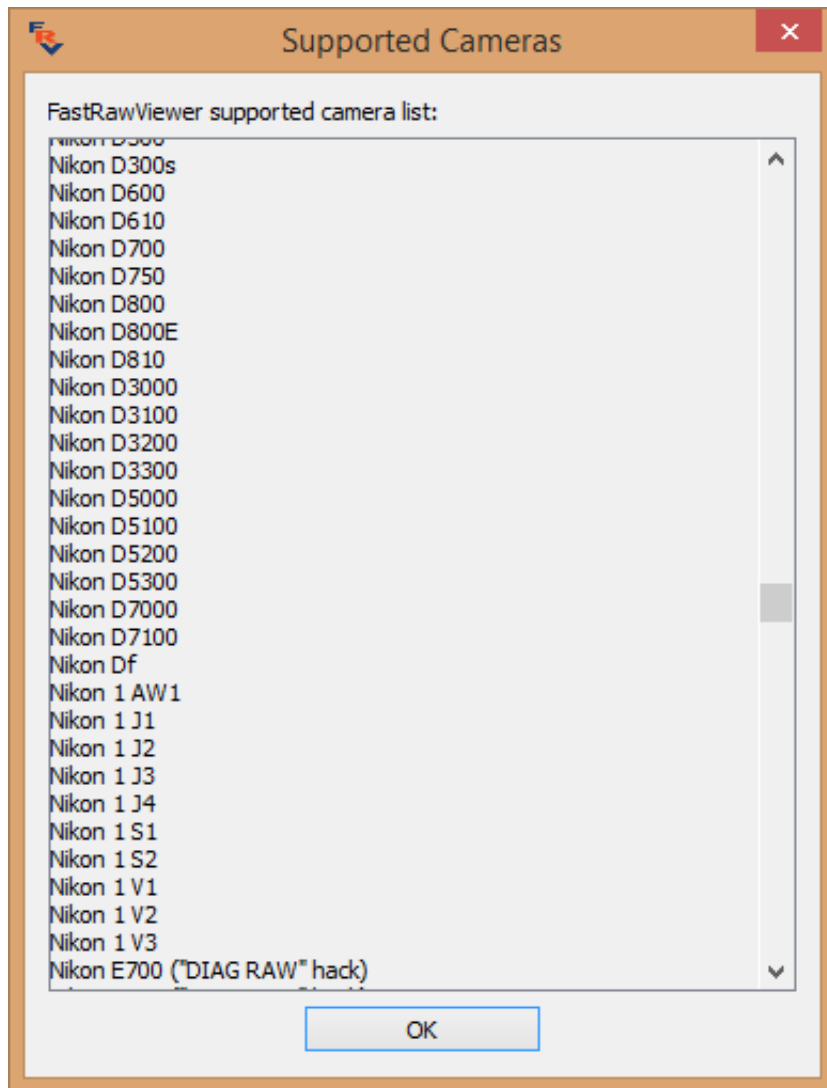 FRV
Supported Cameras
FastRawViewer supported camera list:
Nikon D300
Nikon D300s
Nikon D600
Nikon D610
Nikon D700
Nikon D750
Nikon D800
Nikon D800E
Nikon D810
Nikon D3000
Nikon D3100
Nikon D3200
Nikon D3300
Nikon D5000
Nikon D5100
Nikon D5200
Nikon D5300
Nikon D7000
Nikon D7100
Nikon Df
Nikon 1 AW1
Nikon 1 J1
Nikon 1 J2
Nikon 1 J3
Nikon 1 J4
Nikon 1 S1
Nikon 1 S2
Nikon 1 V1
Nikon 1 V2
Nikon 1 V3
Nikon E700 ("DIAG RAW" hack)
OK